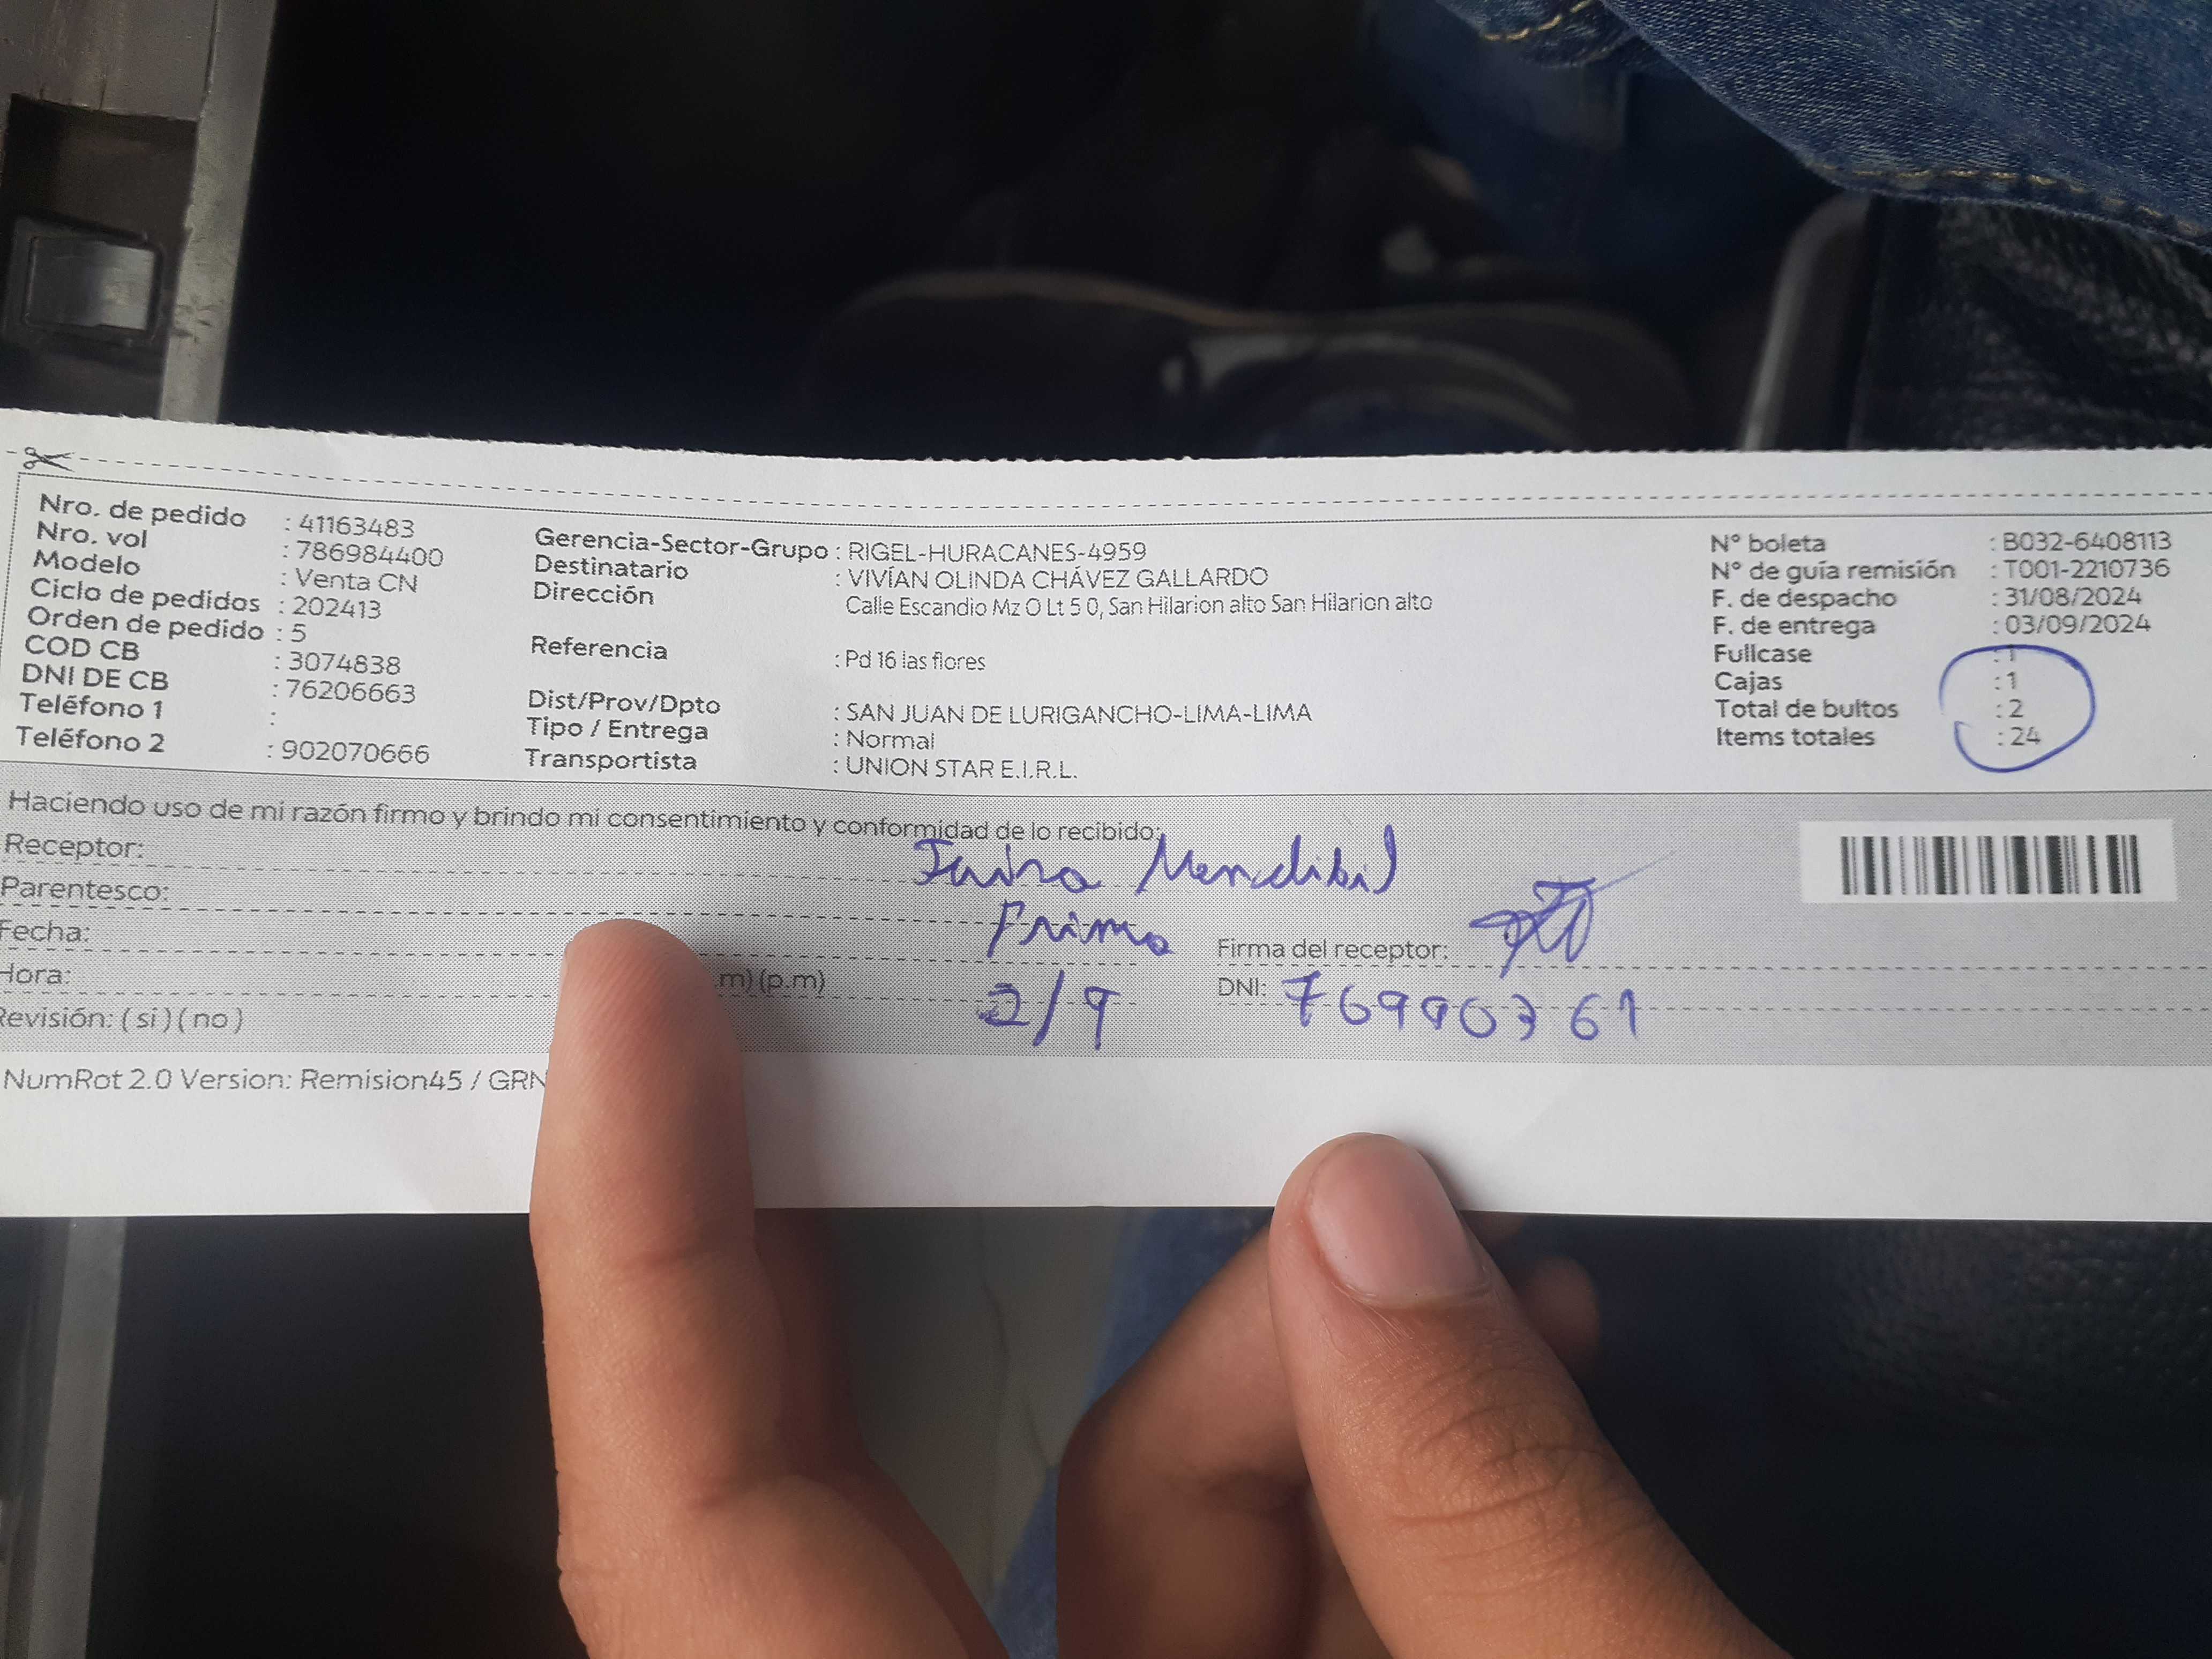 Nro. de pedido : 41163483
Nro. vol : 786984400
Modelo : Venta CN
Ciclo de pedidos : 202413
Orden de pedido : 5
COD CB : 3074838
DNI DE CB : 76206663
Teléfono 1 :
Teléfono 2 : 902070666
Gerencia-Sector-Grupo : RIGEL-HURACANES-4959
Destinatario : VIVÍAN OLINDA CHÁVEZ GALLARDO
Dirección Calle Escandio Mz O Lt 5 0, San Hilarion alto San Hilarion alto
Referencia : Pd 16 las flores
Dist/Prov/Dpto : SAN JUAN DE LURIGANCHO-LIMA-LIMA
Tipo / Entrega : Normal
Transportista : UNION STAR E.I.R.L.
N° boleta : B032-6408113
N° de guía remisión : T001-2210736
F. de despacho : 31/08/2024
F. de entrega : 03/09/2024
Fullcase : 1
Cajas : 1
Total de bultos : 2
Items totales : 24
Haciendo uso de mi razón firmo y brindo mi consentimiento y conformidad de lo recibido:
Receptor: Mendibil
Parentesco: Prima
Fecha: 2/9
Hora: .m) (p.m)
Revisión: ( si ) ( no )
Firma del receptor:
DNI: 76990361
NumRot 2.0 Version: Remision45 / GRN